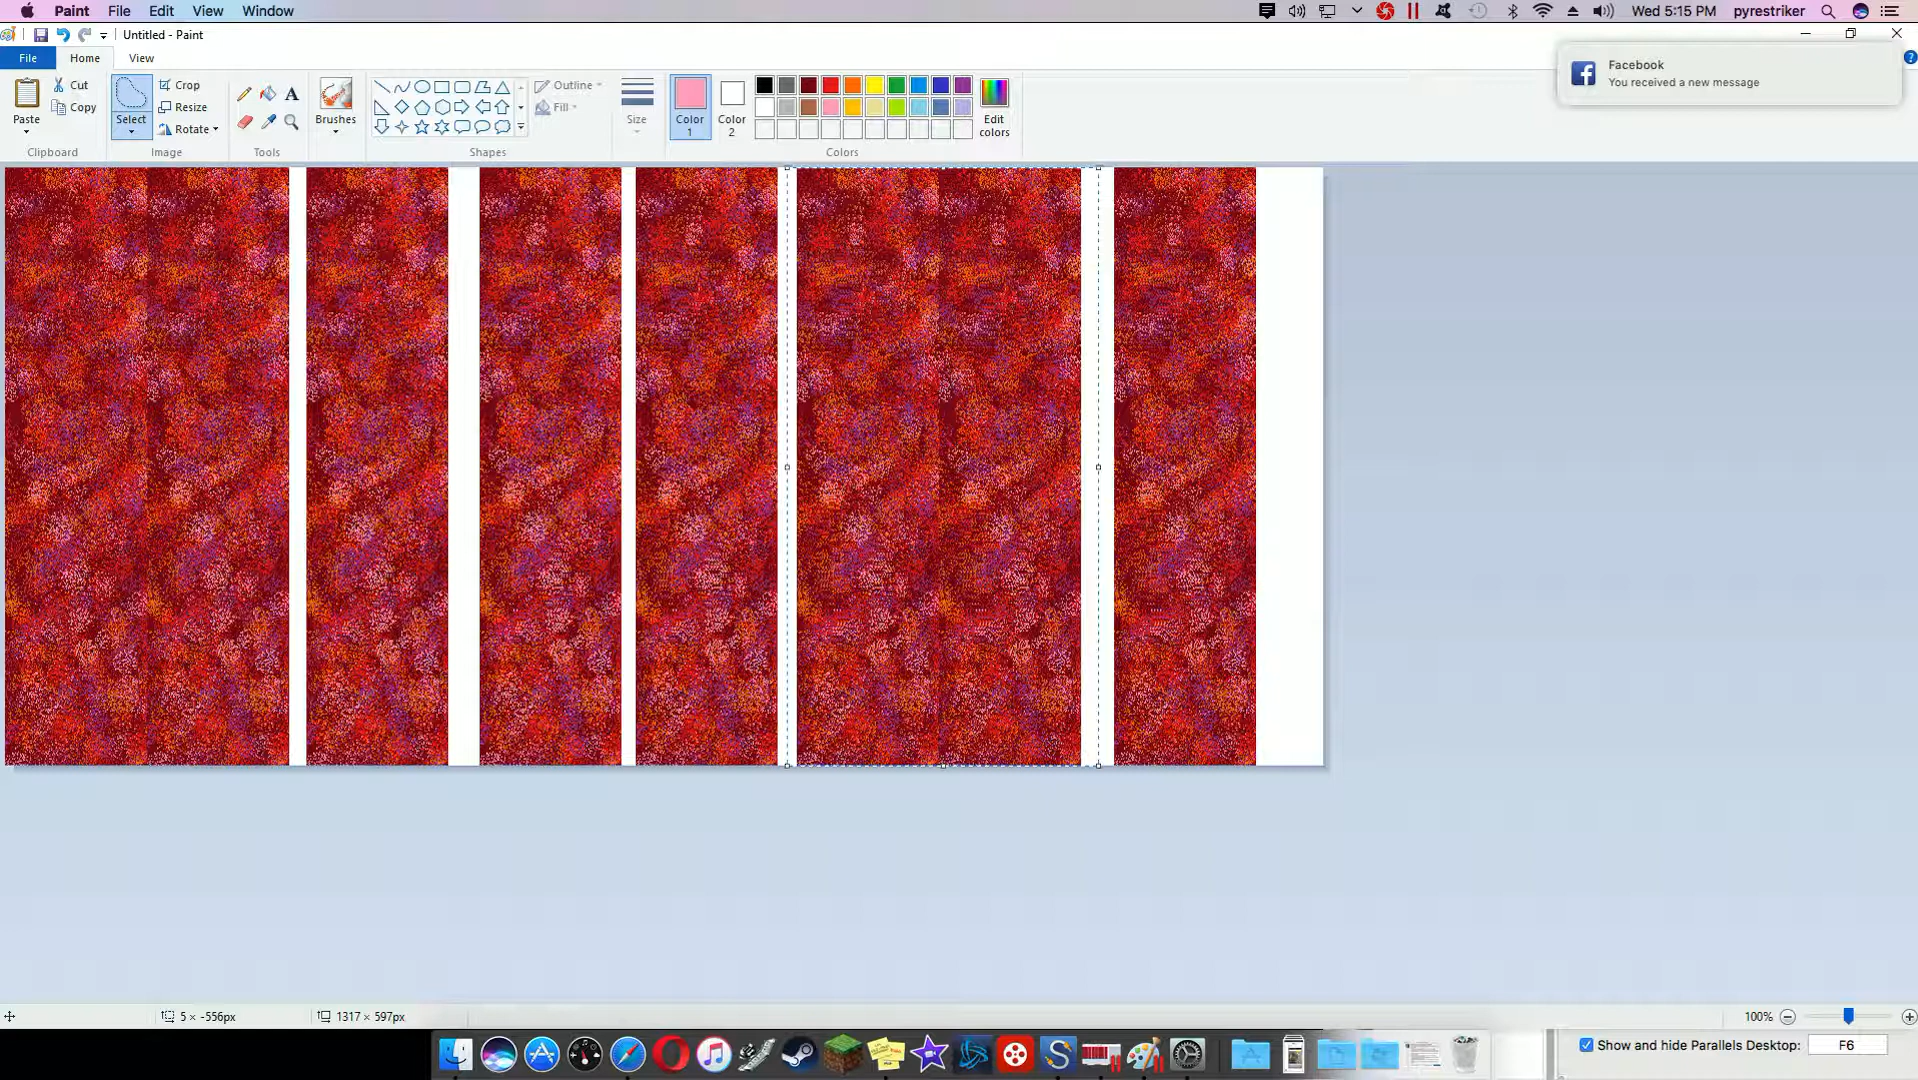 Paint File Edit View Window Wed 5:15 PM pyrestriker
Untitled - Paint
File Home View
Facebook
You received a new message
Paste Cut Copy
Clipboard
Select Crop Resize Rotate
Image
Tools
Brushes
Outline Fill
Shapes
Size
Color 1
Color 2
Edit colors
Colors
5 × -556px
1317 × 597px
100%
Show and hide Parallels Desktop: F6